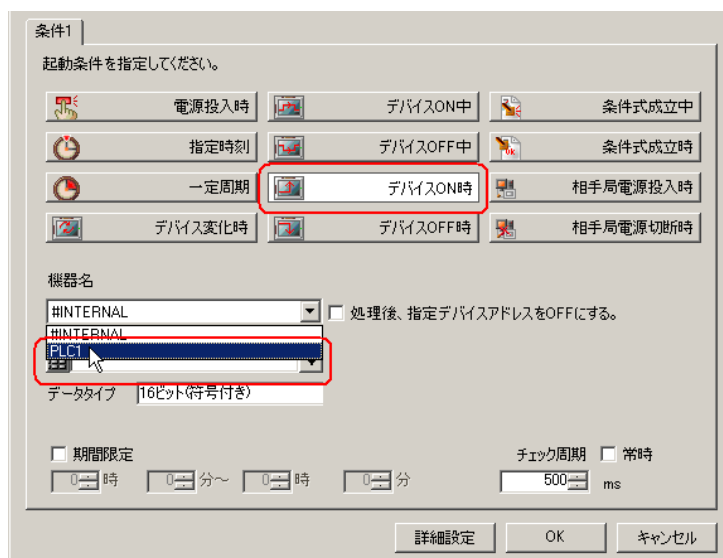 条件1
起動条件を指定してください。
電源投入時 デバイスON中 条件式成立中
指定時刻 デバイスOFF中 条件式成立時
一定周期 デバイスON時 相手局電源投入時
デバイス変化時 デバイスOFF時 相手局電源切断時
機器名
#INTERNAL 処理後、指定デバイスアドレスをOFFにする。
#INTERNAL
PLC1
データタイプ 16ビット(符号付き)
期間限定 チェック周期 常時
0 時 0 分～ 0 時 0 分 500 ms
詳細設定 OK キャンセル